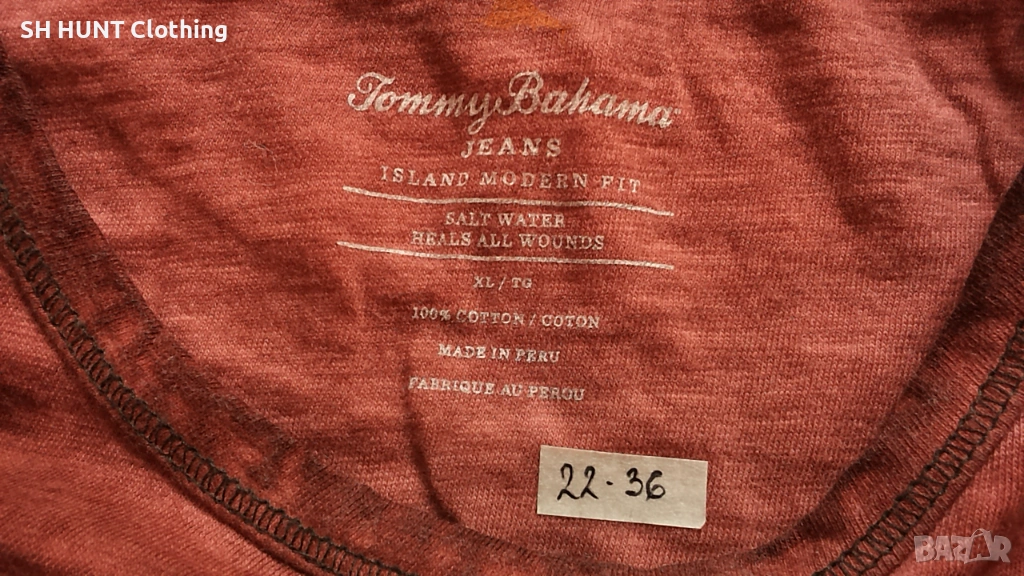 SH HUNT Clothing
Tommy Bahama
JEANS
ISLAND MODERN FIT
SALT WATER
HEALS ALL WOUNDS
XL / TG
100% COTTON / COTON
MADE IN PERU
FABRIQUE AU PEROU
22-36
BAZAR